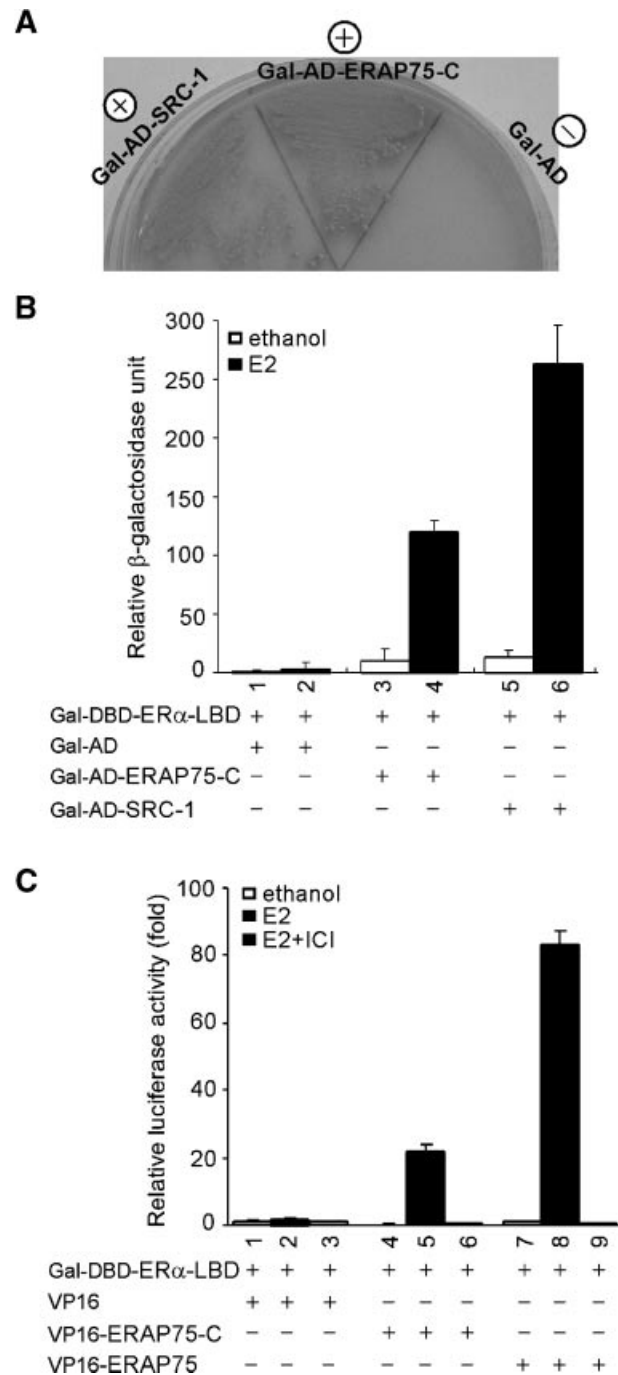 A
+
Gal-AD-ERAP75-C
+
Gal-AD-SRC-1
−
Gal-AD
B
Relative β-galactosidase unit
300
250
200
150
100
50
0
ethanol
E2
1 2 3 4 5 6
Gal-DBD-ERα-LBD + + + + + +
Gal-AD + + − − − −
Gal-AD-ERAP75-C − − + + − −
Gal-AD-SRC-1 − − − − + +
C
Relative luciferase activity (fold)
100
80
60
40
20
0
ethanol
E2
E2+ICI
1 2 3 4 5 6 7 8 9
Gal-DBD-ERα-LBD + + + + + + + + +
VP16 + + + − − − − − −
VP16-ERAP75-C − − − + + + − − −
VP16-ERAP75 − − − − − − + + +